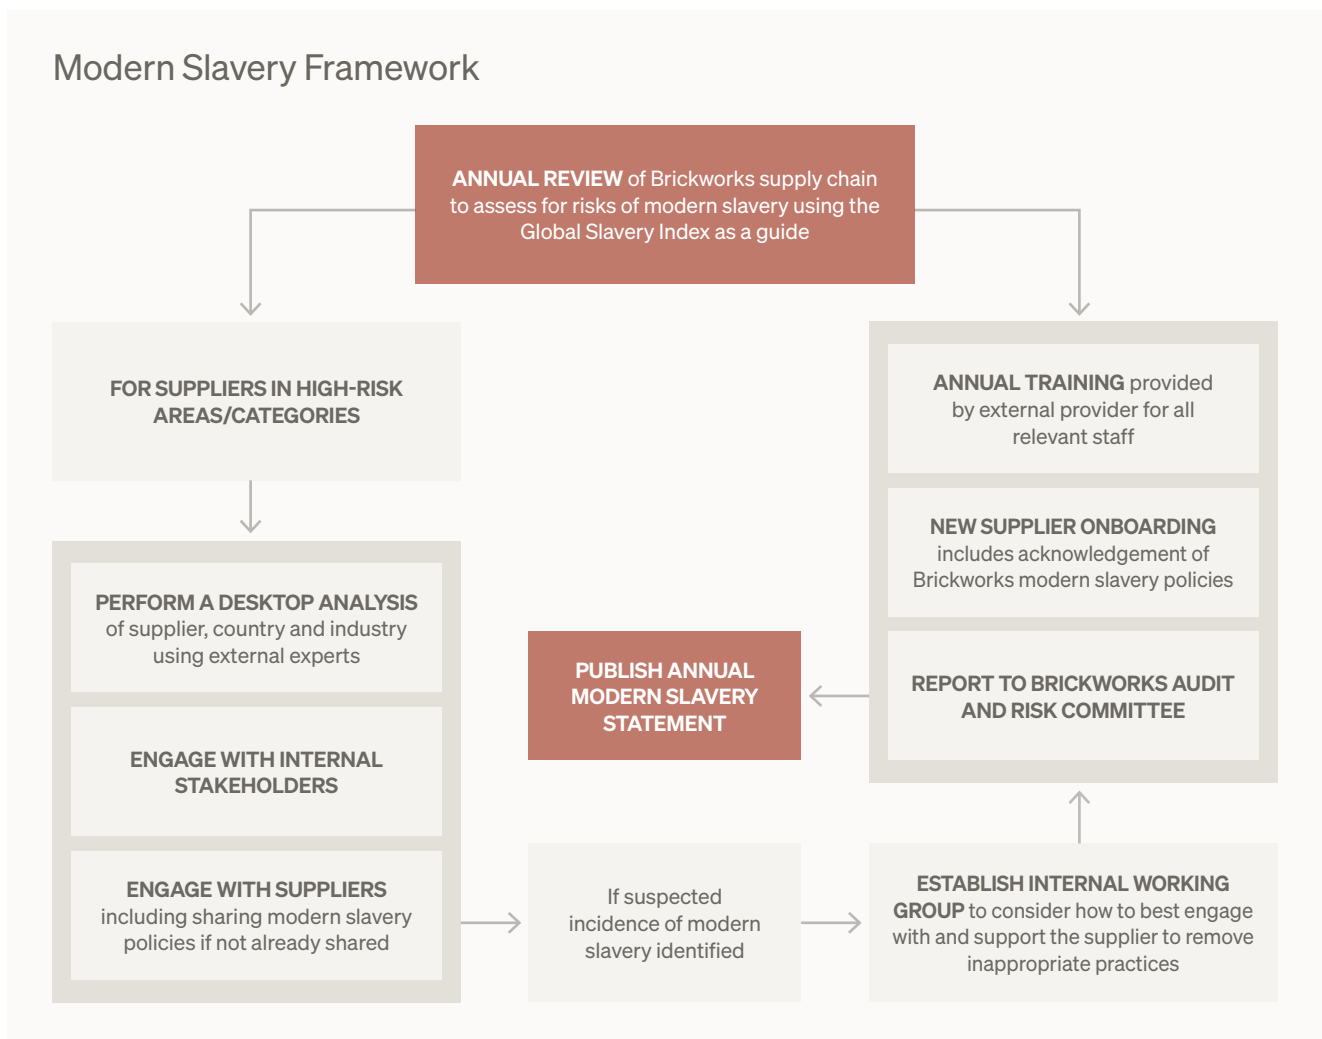 Modern Slavery Framework
ANNUAL REVIEW of Brickworks supply chain
to assess for risks of modern slavery using the
Global Slavery Index as a guide
FOR SUPPLIERS IN HIGH-RISK
AREAS/CATEGORIES
PERFORM A DESKTOP ANALYSIS
of supplier, country and industry
using external experts
ENGAGE WITH INTERNAL
STAKEHOLDERS
ENGAGE WITH SUPPLIERS
including sharing modern slavery
policies if not already shared
If suspected
incidence of modern
slavery identified
ESTABLISH INTERNAL WORKING
GROUP to consider how to best engage
with and support the supplier to remove
inappropriate practices
ANNUAL TRAINING provided
by external provider for all
relevant staff
NEW SUPPLIER ONBOARDING
includes acknowledgement of
Brickworks modern slavery policies
REPORT TO BRICKWORKS AUDIT
AND RISK COMMITTEE
PUBLISH ANNUAL
MODERN SLAVERY
STATEMENT